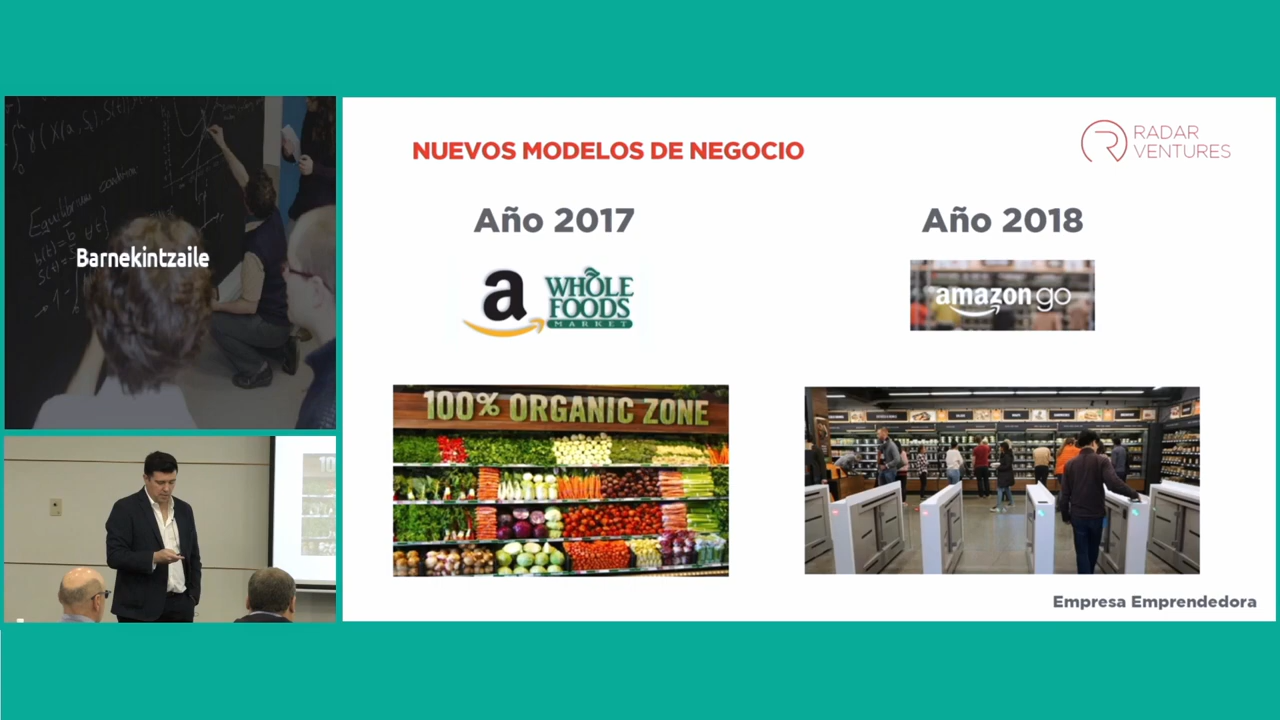 Equilibrium
Barnekintzaile
NUEVOS MODELOS DE NEGOCIO
RADAR
VENTURES
Año 2017
Año 2018
a
WHOLE
FOODS
MARKET
amazon go
100% ORGANIC ZONE
Empresa Emprendedora